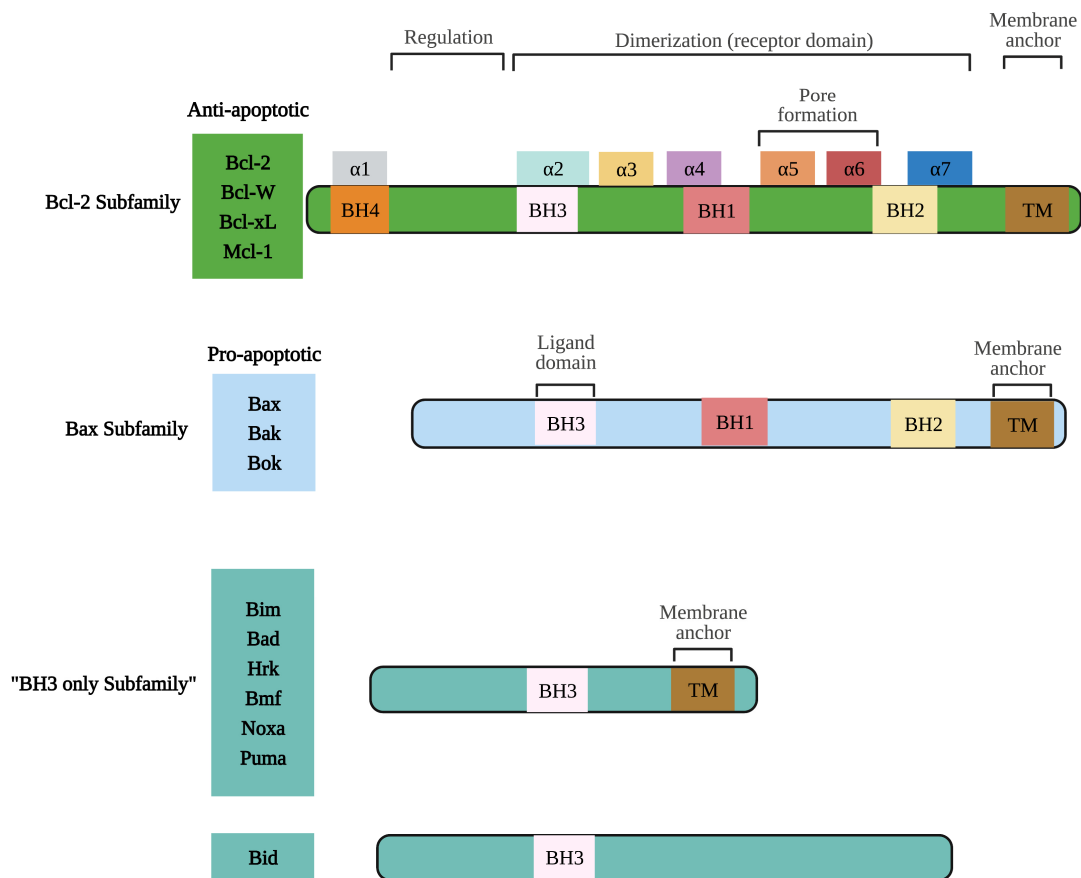 Regulation
Dimerization (receptor domain)
Membrane
anchor
Anti-apoptotic
Pore
formation
Bcl-2 Subfamily
Bcl-2
Bcl-W
Bcl-xL
Mcl-1
α1
α2
α3
α4
α5
α6
α7
BH4
BH3
BH1
BH2
TM
Pro-apoptotic
Ligand
domain
Membrane
anchor
Bax Subfamily
Bax
Bak
Bok
BH3
BH1
BH2
TM
"BH3 only Subfamily"
Bim
Bad
Hrk
Bmf
Noxa
Puma
Membrane
anchor
BH3
TM
Bid
BH3